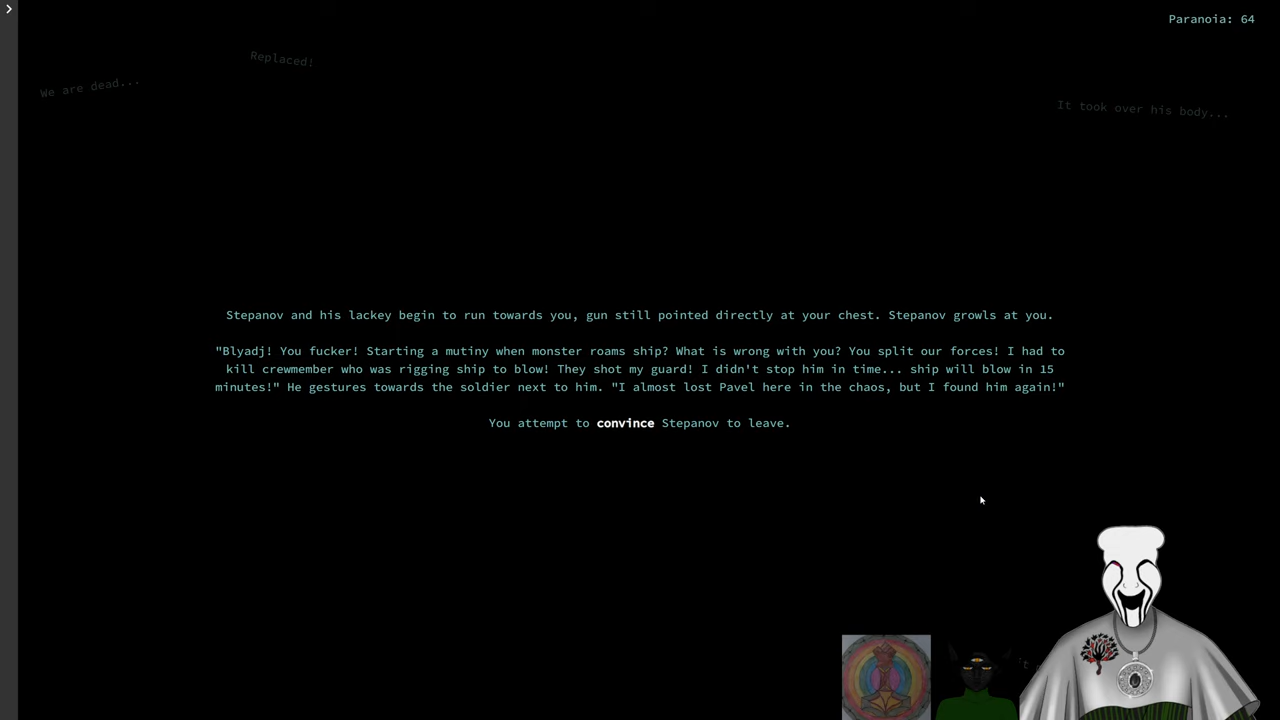 Paranoia: 64
Replaced!
We are dead...
It took over his body...
Stepanov and his lackey begin to run towards you, gun still pointed directly at your chest. Stepanov growls at you.
"Blyadj! You fucker! Starting a mutiny when monster roams ship? What is wrong with you? You split our forces! I had to
kill crewmember who was rigging ship to blow! They shot my guard! I didn't stop him in time... ship will blow in 15
minutes!" He gestures towards the soldier next to him. "I almost lost Pavel here in the chaos, but I found him again!"
You attempt to convince Stepanov to leave.